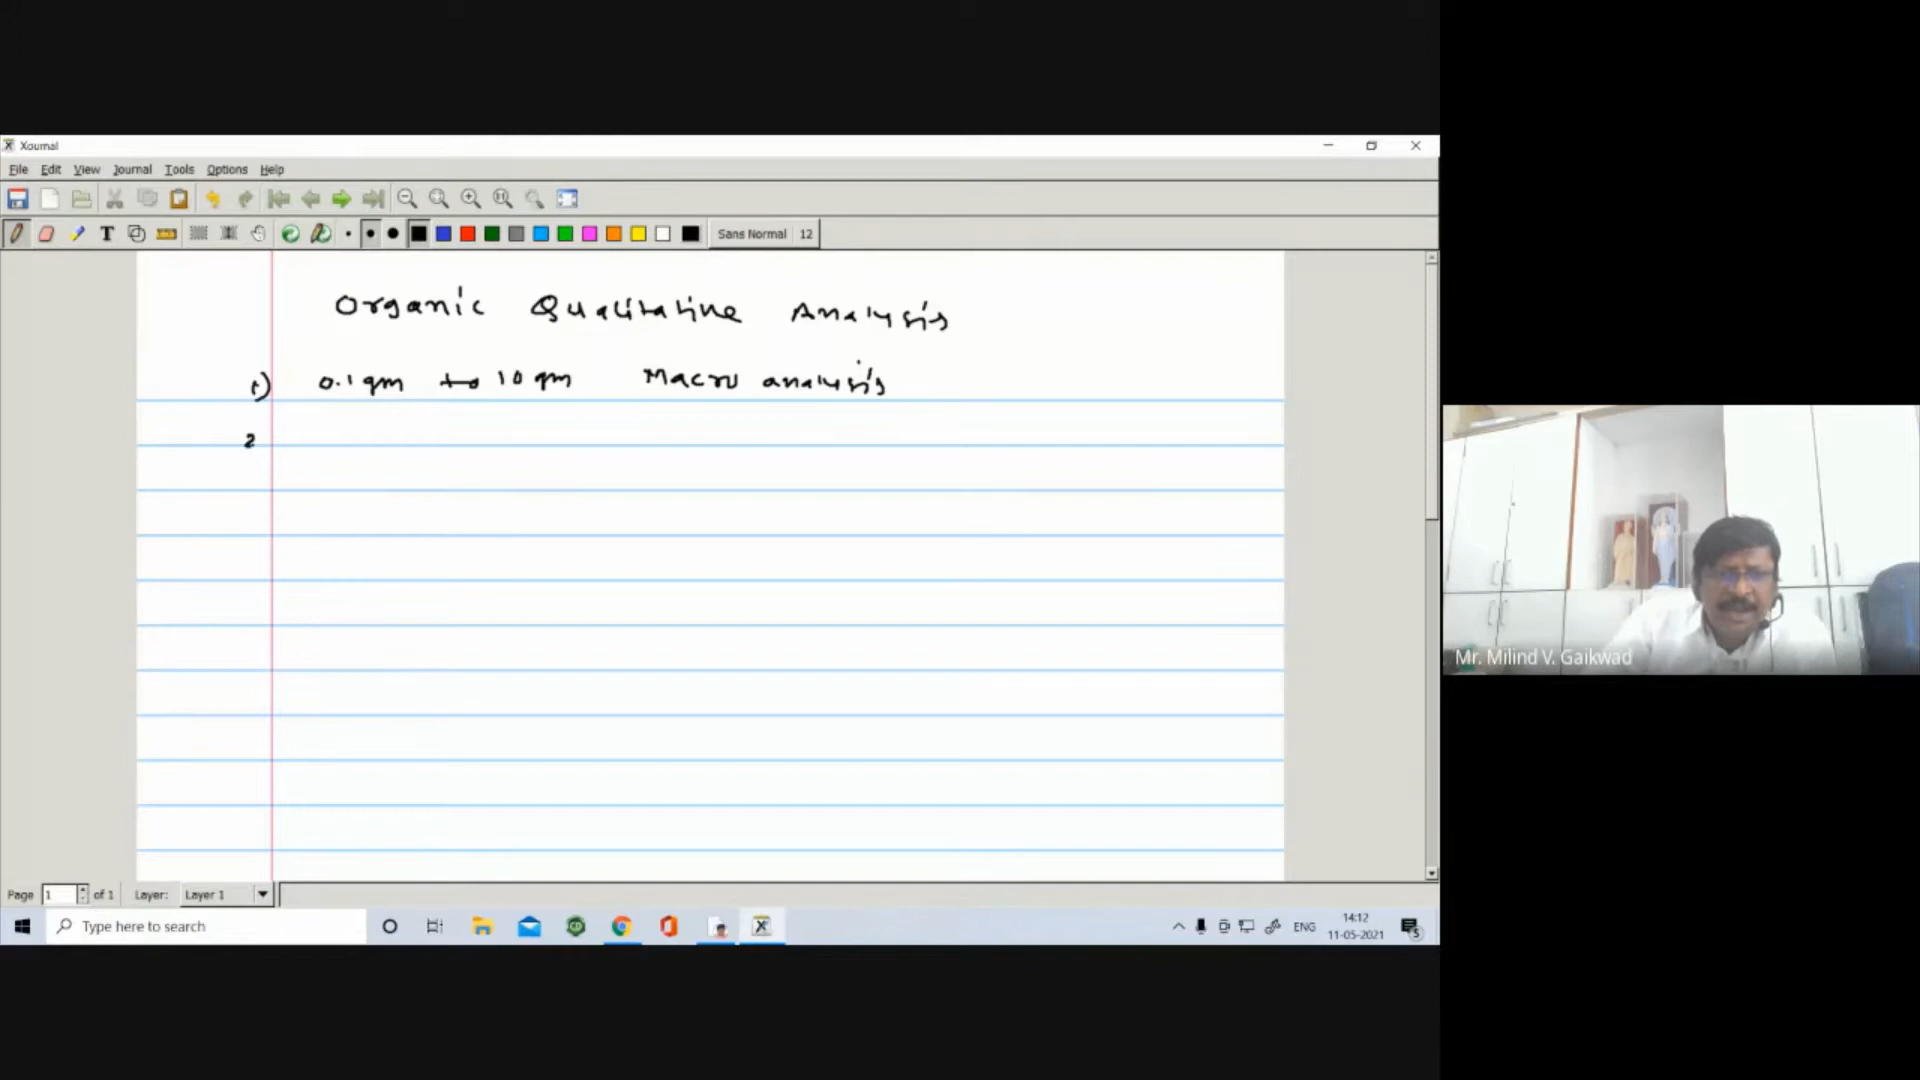 Xournal
File Edit View Journal Tools Options Help
T Sans Normal 12
Organic Qualitative Analysis
1) 0.1 gm to 10 gm Macro analysis
2
Page 1 of 1 Layer: Layer 1
Type here to search
ENG
14:12
11-05-2021
5
Mr. Milind V. Gaikwad